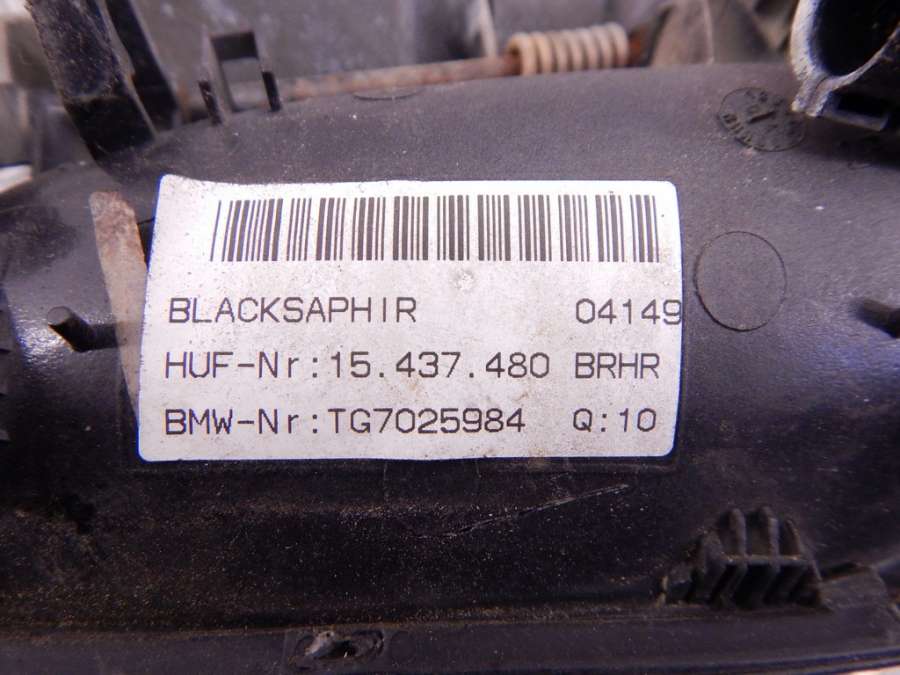 BLACKSAPHIR 04149
HUF-Nr:15.437.480 BRHR
BMW-Nr:TG7025984 Q:10